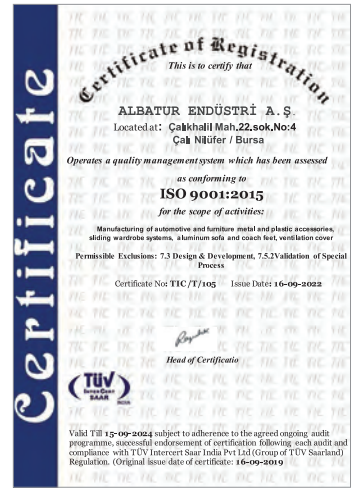 Certificate
Certificate of Registration
This is to certify that
ALBATUR ENDÜSTRİ A.Ş.
Located at: Çalıkhalil Mah,22.sok.No:4
Çalı Nilüfer / Bursa
Operates a quality management system which has been assessed
as conforming to
ISO 9001:2015
for the scope of activities:
Manufacturing of automotive and furniture metal and plastic accessories,
sliding wardrobe systems, aluminum sofa and coach feet, ventilation cover
Permissible Exclusions: 7.3 Design & Development, 7.5.2Validation of Special
Process
Certificate No: TIC/T/105 Issue Date: 16-09-2022
Head of Certificatio
TÜV
INTERCERT
SAAR
Valid Till 15-09-2024 subject to adherence to the agreed ongoing audit
programme, successful endorsement of certification following each audit and
compliance with TÜV Intercert Saar India Pvt Ltd (Group of TÜV Saarland)
Regulation. (Original issue date of certificate: 16-09-2019